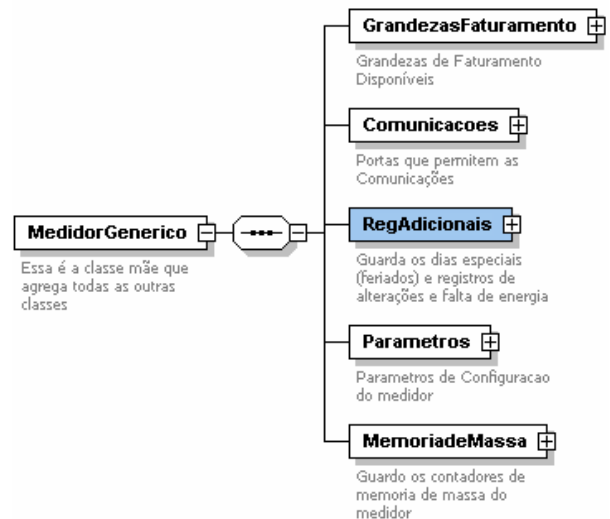 GrandezasFaturamento
Grandezas de Faturamento
Disponíveis
Comunicacoes
Portas que permitem as
Comunicações
MedidorGenerico
Essa é a classe mãe que
agrega todas as outras
classes
RegAdicionais
Guarda os dias especiais
(feriados) e registros de
alterações e falta de energia
Parametros
Parametros de Configuracao
do medidor
MemoriadeMassa
Guardo os contadores de
memoria de massa do
medidor